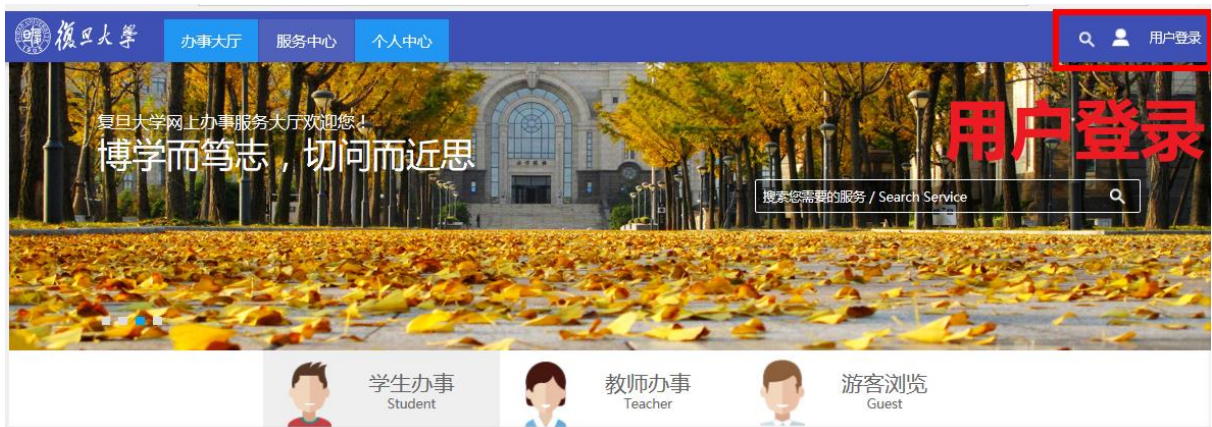 復旦大學
办事大厅
服务中心
个人中心
用户登录
用户登录
复旦大学网上办事服务大厅欢迎您！
博学而笃志，切问而近思
搜索您需要的服务 / Search Service
学生办事
Student
教师办事
Teacher
游客浏览
Guest